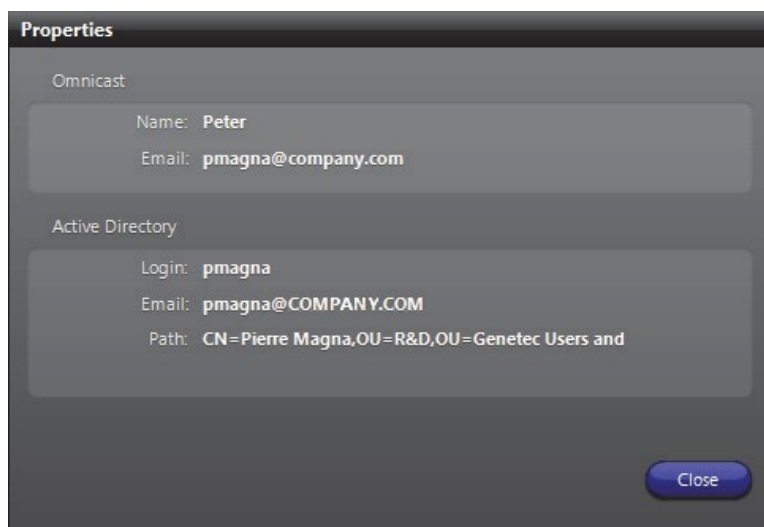 Properties
Omnicast
Name: Peter
Email: pmagna@company.com
Active Directory
Login: pmagna
Email: pmagna@COMPANY.COM
Path: CN=Pierre Magna,OU=R&D,OU=Genetec Users and
Close